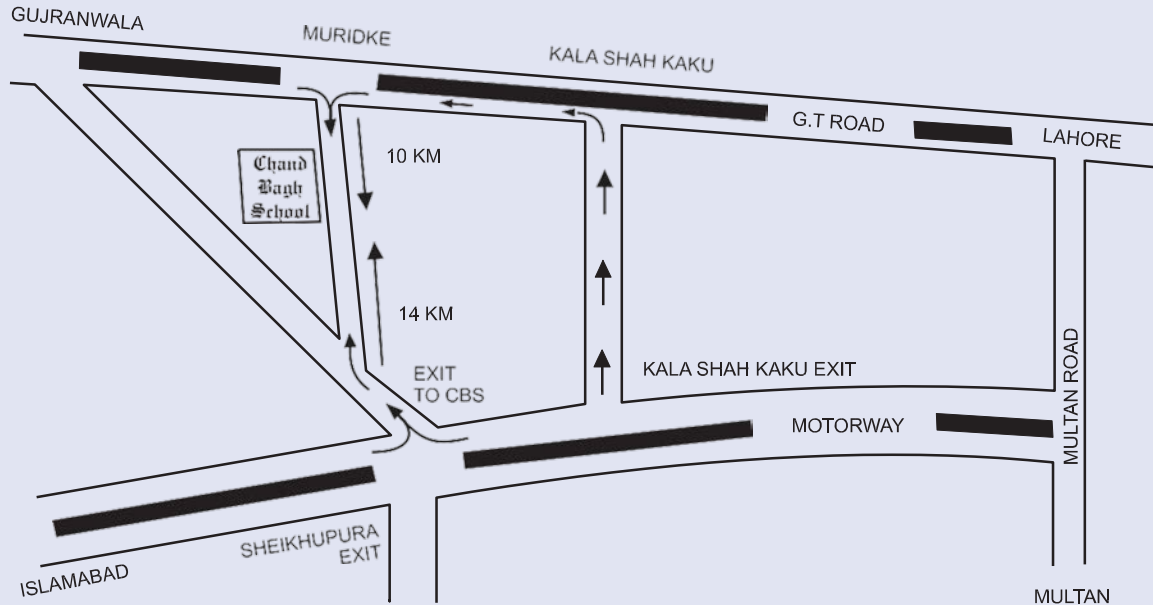 GUJRANWALA
MURIDKE
KALA SHAH KAKU
G.T ROAD
LAHORE
10 KM
Chand
Bagh
School
14 KM
EXIT
TO CBS
KALA SHAH KAKU EXIT
MULTAN ROAD
MOTORWAY
SHEIKHUPURA
EXIT
ISLAMABAD
MULTAN